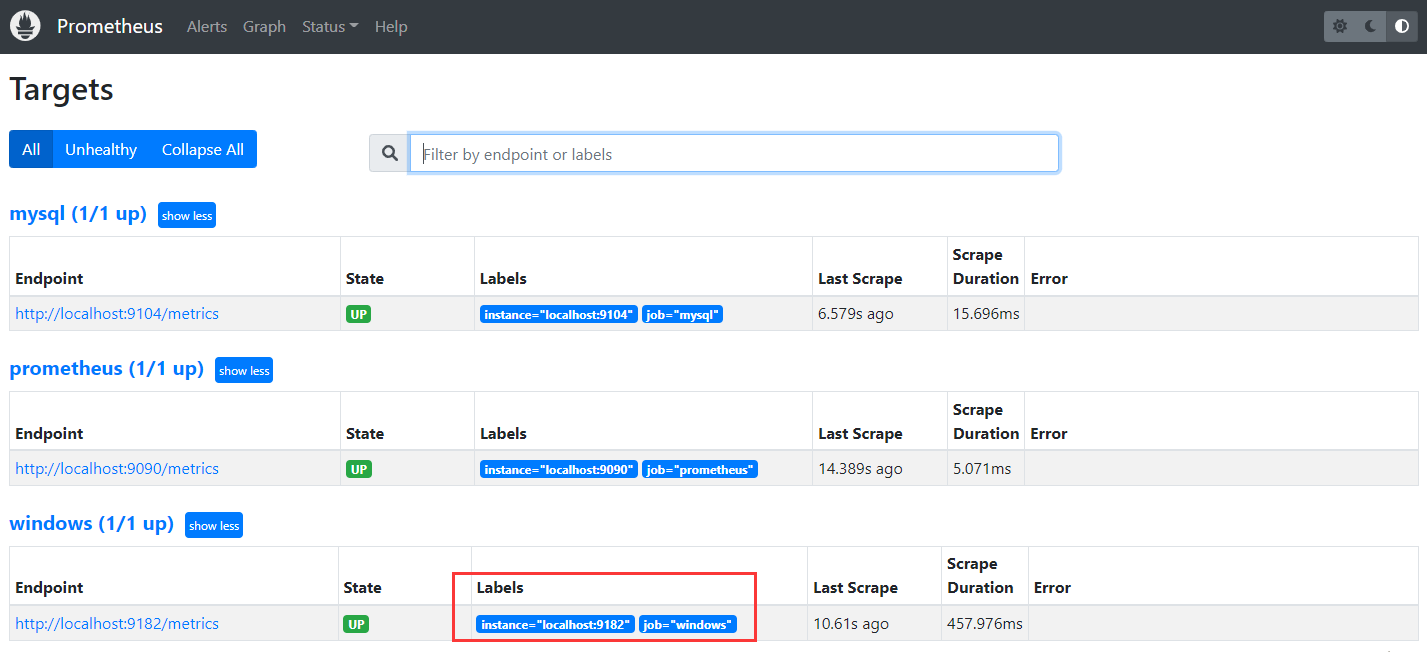 Prometheus Alerts Graph Status Help
Targets
All Unhealthy Collapse All
Filter by endpoint or labels
mysql (1/1 up) show less
Endpoint State Labels Last Scrape Scrape Duration Error
http://localhost:9104/metrics UP instance="localhost:9104" job="mysql" 6.579s ago 15.696ms
prometheus (1/1 up) show less
Endpoint State Labels Last Scrape Scrape Duration Error
http://localhost:9090/metrics UP instance="localhost:9090" job="prometheus" 14.389s ago 5.071ms
windows (1/1 up) show less
Endpoint State Labels Last Scrape Scrape Duration Error
http://localhost:9182/metrics UP instance="localhost:9182" job="windows" 10.61s ago 457.976ms